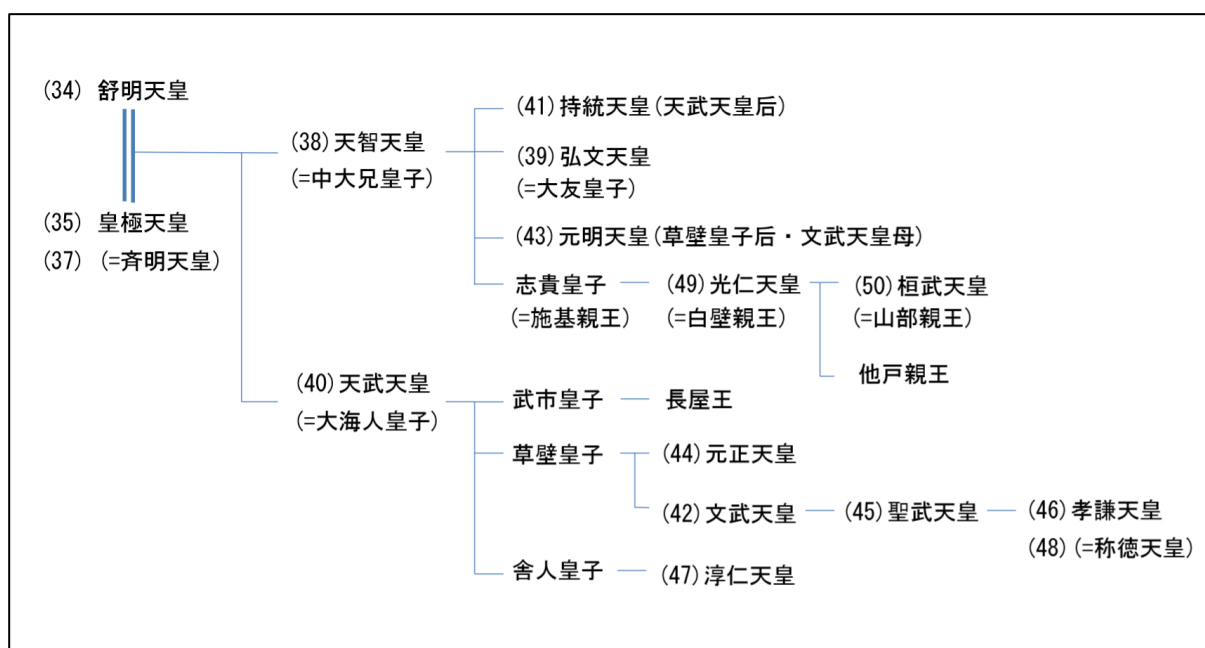 (34) 舒明天皇
(35) 皇極天皇
(37) (=斉明天皇)
(38)天智天皇
(=中大兄皇子)
(41)持統天皇(天武天皇后)
(39)弘文天皇
(=大友皇子)
(43)元明天皇(草壁皇子后・文武天皇母)
志貴皇子
(=施基親王)
(49)光仁天皇
(=白壁親王)
(50)桓武天皇
(=山部親王)
他戸親王
(40)天武天皇
(=大海人皇子)
武市皇子
長屋王
草壁皇子
(44)元正天皇
(42)文武天皇
(45)聖武天皇
(46)孝謙天皇
(48)(=称徳天皇)
舎人皇子
(47)淳仁天皇